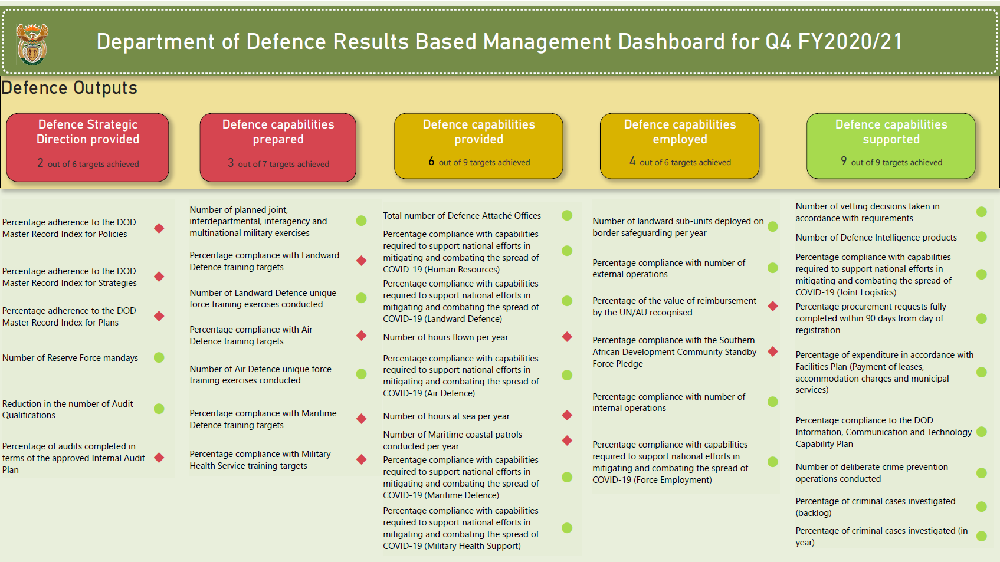 Department of Defence Results Based Management Dashboard for Q4 FY2020/21
Defence Outputs
Defence Strategic
Direction provided
2 out of 6 targets achieved
Defence capabilities
prepared
3 out of 7 targets achieved
Defence capabilities
provided
6 out of 9 targets achieved
Defence capabilities
employed
4 out of 6 targets achieved
Defence capabilities
supported
9 out of 9 targets achieved
Percentage adherence to the DOD
Master Record Index for Policies
Percentage adherence to the DOD
Master Record Index for Strategies
Percentage adherence to the DOD
Master Record Index for Plans
Number of Reserve Force mandays
Reduction in the number of Audit
Qualifications
Percentage of audits completed in
terms of the approved Internal Audit
Plan
Number of planned joint,
interdepartmental, interagency and
multinational military exercises
Percentage compliance with Landward
Defence training targets
Number of Landward Defence unique
force training exercises conducted
Percentage compliance with Air
Defence training targets
Number of Air Defence unique force
training exercises conducted
Percentage compliance with Maritime
Defence training targets
Percentage compliance with Military
Health Service training targets
Total number of Defence Attaché Offices
Percentage compliance with capabilities
required to support national efforts in
mitigating and combating the spread of
COVID-19 (Human Resources)
Percentage compliance with capabilities
required to support national efforts in
mitigating and combating the spread of
COVID-19 (Landward Defence)
Number of hours flown per year
Percentage compliance with capabilities
required to support national efforts in
mitigating and combating the spread of
COVID-19 (Air Defence)
Number of hours at sea per year
Number of Maritime coastal patrols
conducted per year
Percentage compliance with capabilities
required to support national efforts in
mitigating and combating the spread of
COVID-19 (Maritime Defence)
Percentage compliance with capabilities
required to support national efforts in
mitigating and combating the spread of
COVID-19 (Military Health Support)
Number of landward sub-units deployed on
border safeguarding per year
Percentage compliance with number of
external operations
Percentage of the value of reimbursement
by the UN/AU recognised
Percentage compliance with the Southern
African Development Community Standby
Force Pledge
Percentage compliance with number of
internal operations
Percentage compliance with capabilities
required to support national efforts in
mitigating and combating the spread of
COVID-19 (Force Employment)
Number of vetting decisions taken in
accordance with requirements
Number of Defence Intelligence products
Percentage compliance with capabilities
required to support national efforts in
mitigating and combating the spread of
COVID-19 (Joint Logistics)
Percentage procurement requests fully
completed within 90 days from day of
registration
Percentage of expenditure in accordance with
Facilities Plan (Payment of leases,
accommodation charges and municipal
services)
Percentage compliance to the DOD
Information, Communication and Technology
Capability Plan
Number of deliberate crime prevention
operations conducted
Percentage of criminal cases investigated
(backlog)
Percentage of criminal cases investigated (in
year)